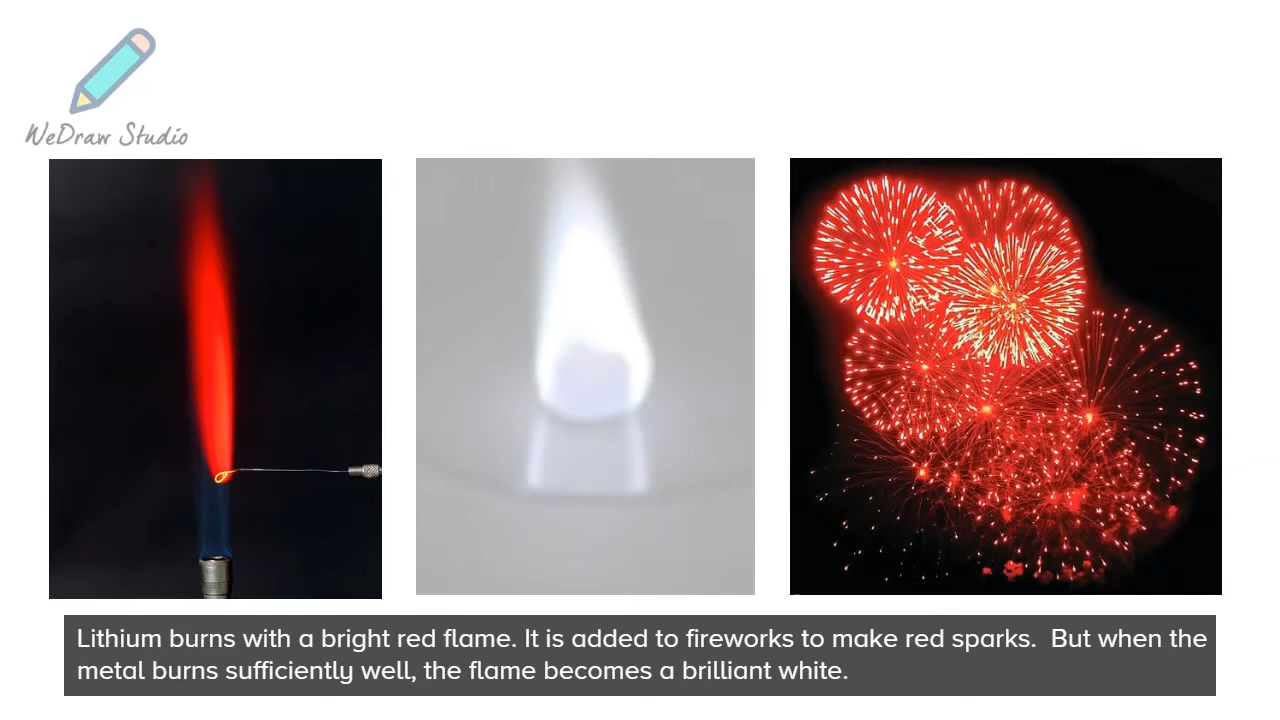 WeDraw Studio
Lithium burns with a bright red flame. It is added to fireworks to make red sparks.  But when the
metal burns sufficiently well, the flame becomes a brilliant white.